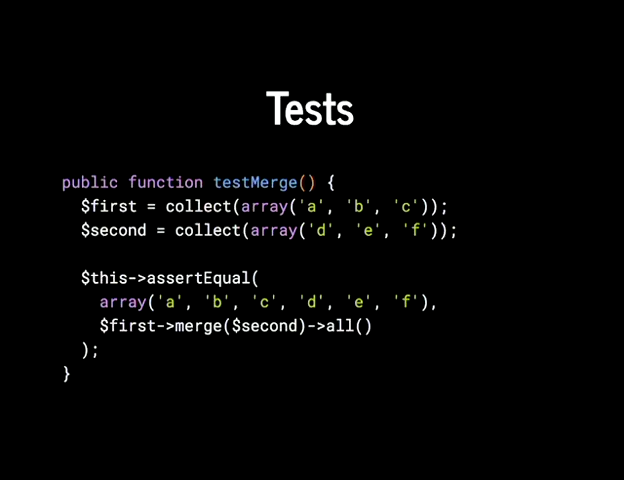 Tests
public function testMerge() {
$first = collect(array('a', 'b', 'c'));
$second = collect(array('d', 'e', 'f'));
$this->assertEqual(
array('a', 'b', 'c', 'd', 'e', 'f'),
$first->merge($second)->all()
);
}